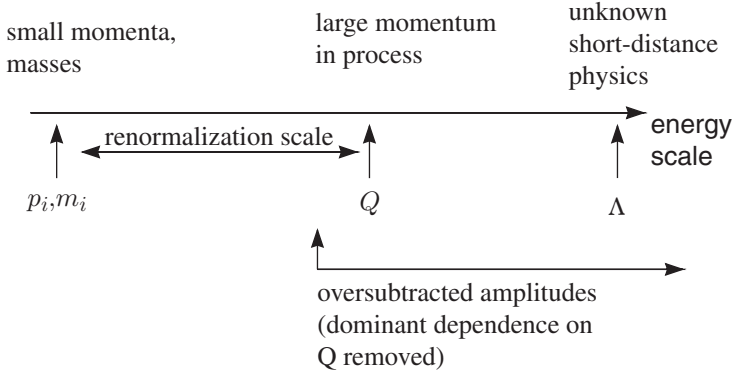 small momenta,
masses
large momentum
in process
unknown
short-distance
physics
renormalization scale
energy
scale
p_i,m_i
Q
Λ
oversubtracted amplitudes
(dominant dependence on
Q removed)